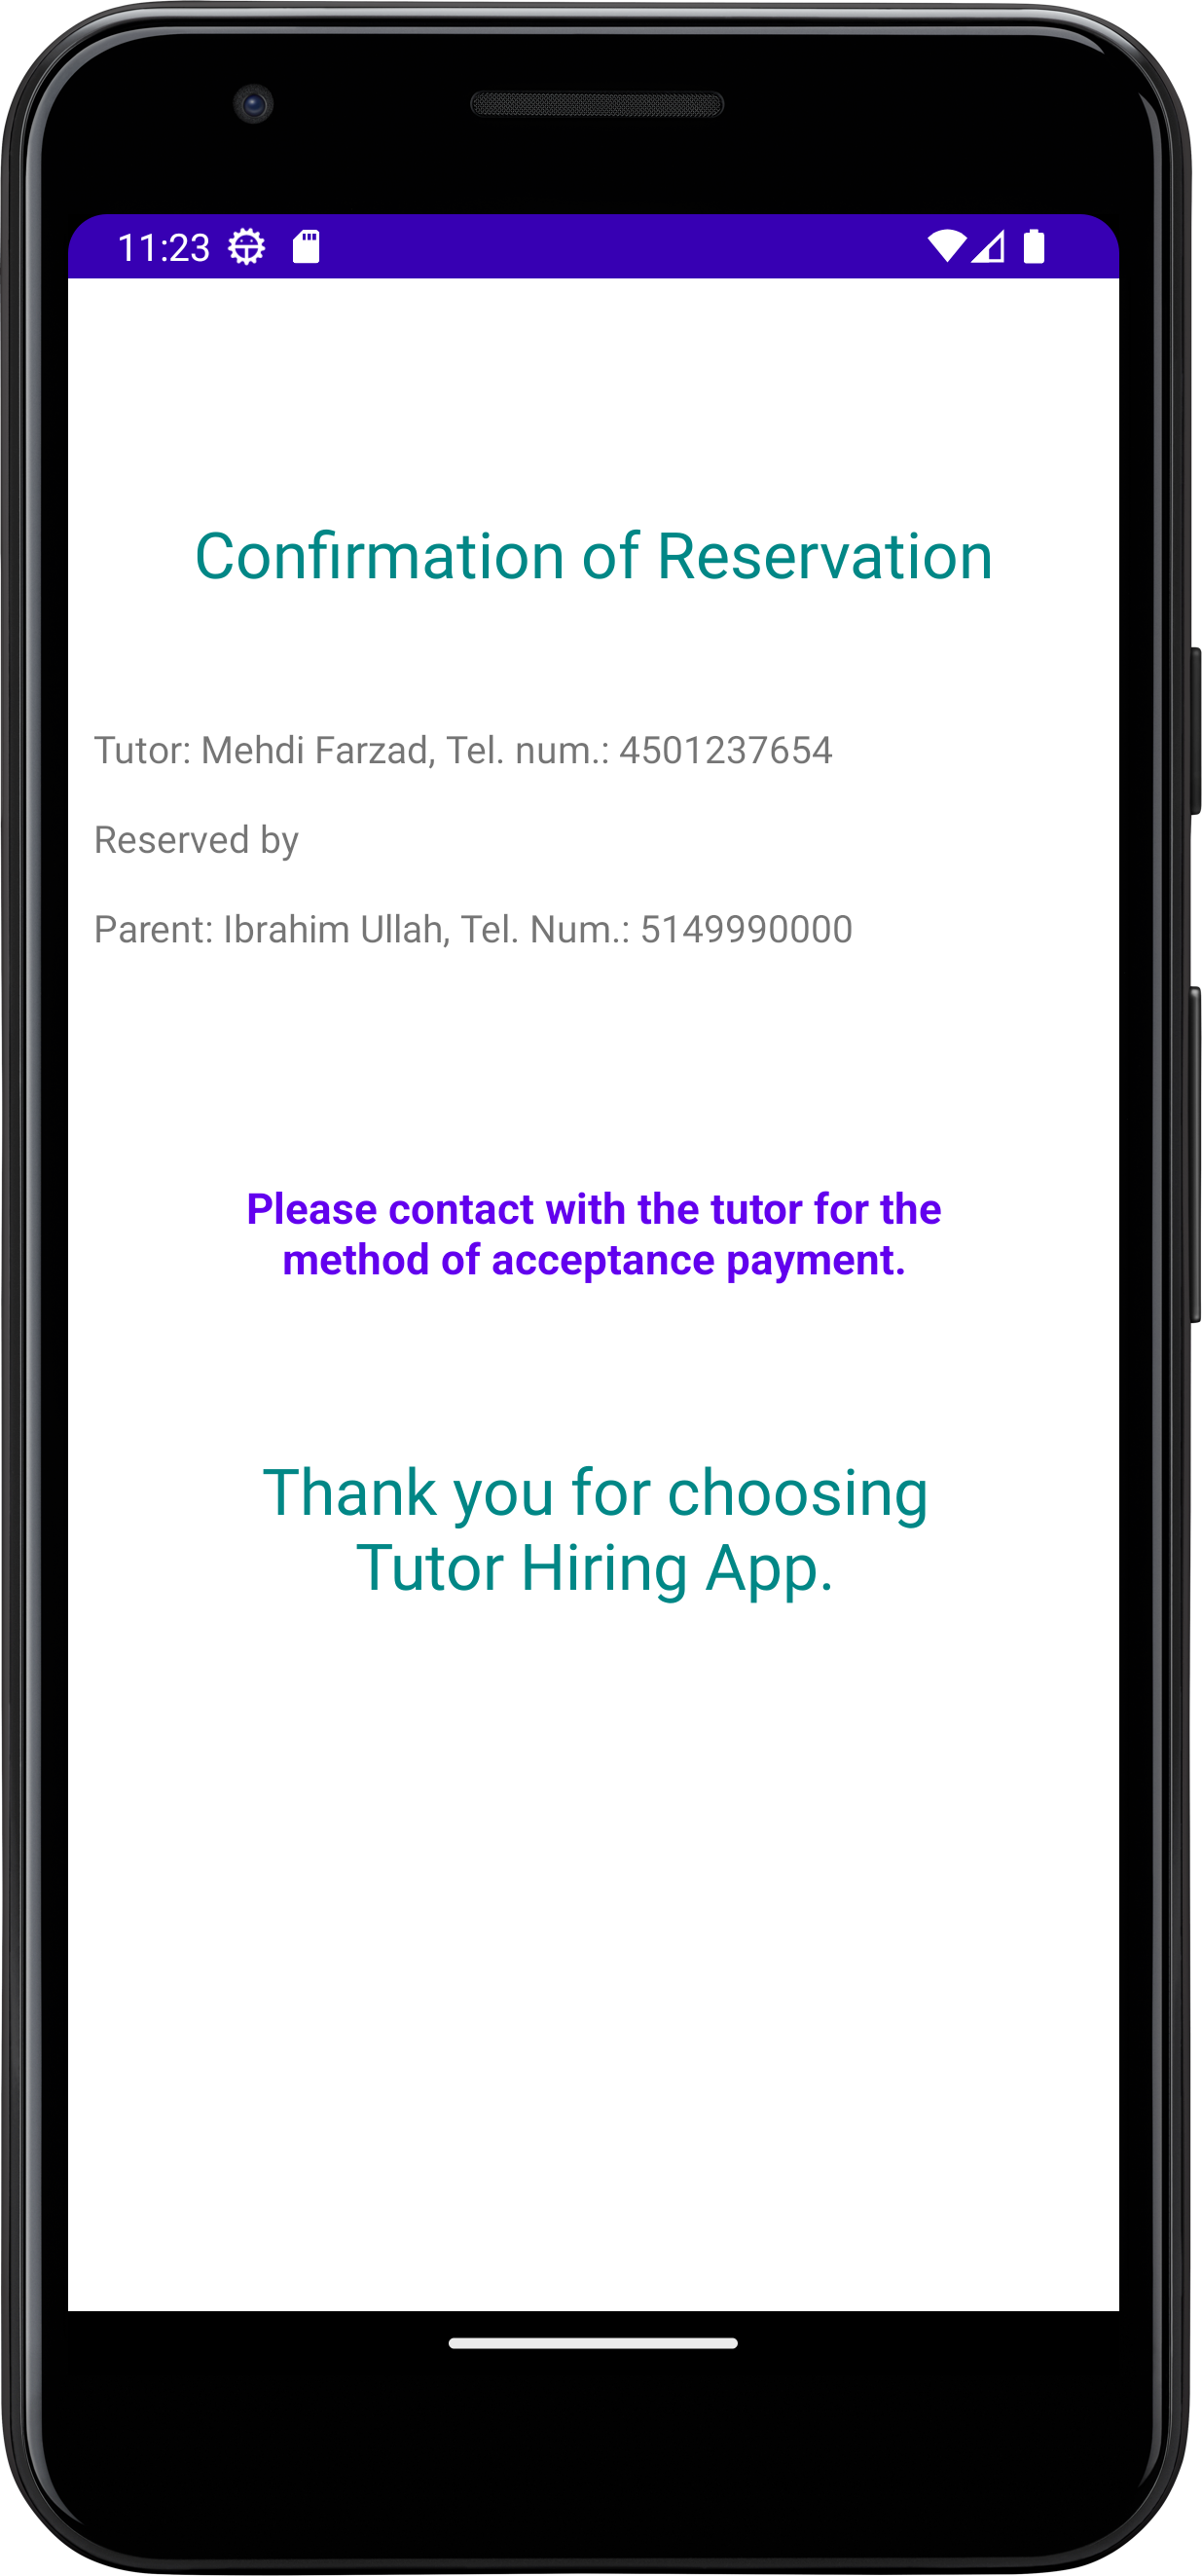 11:23
Confirmation of Reservation
Tutor: Mehdi Farzad, Tel. num.: 4501237654
Reserved by
Parent: Ibrahim Ullah, Tel. Num.: 5149990000
Please contact with the tutor for the
method of acceptance payment.
Thank you for choosing
Tutor Hiring App.